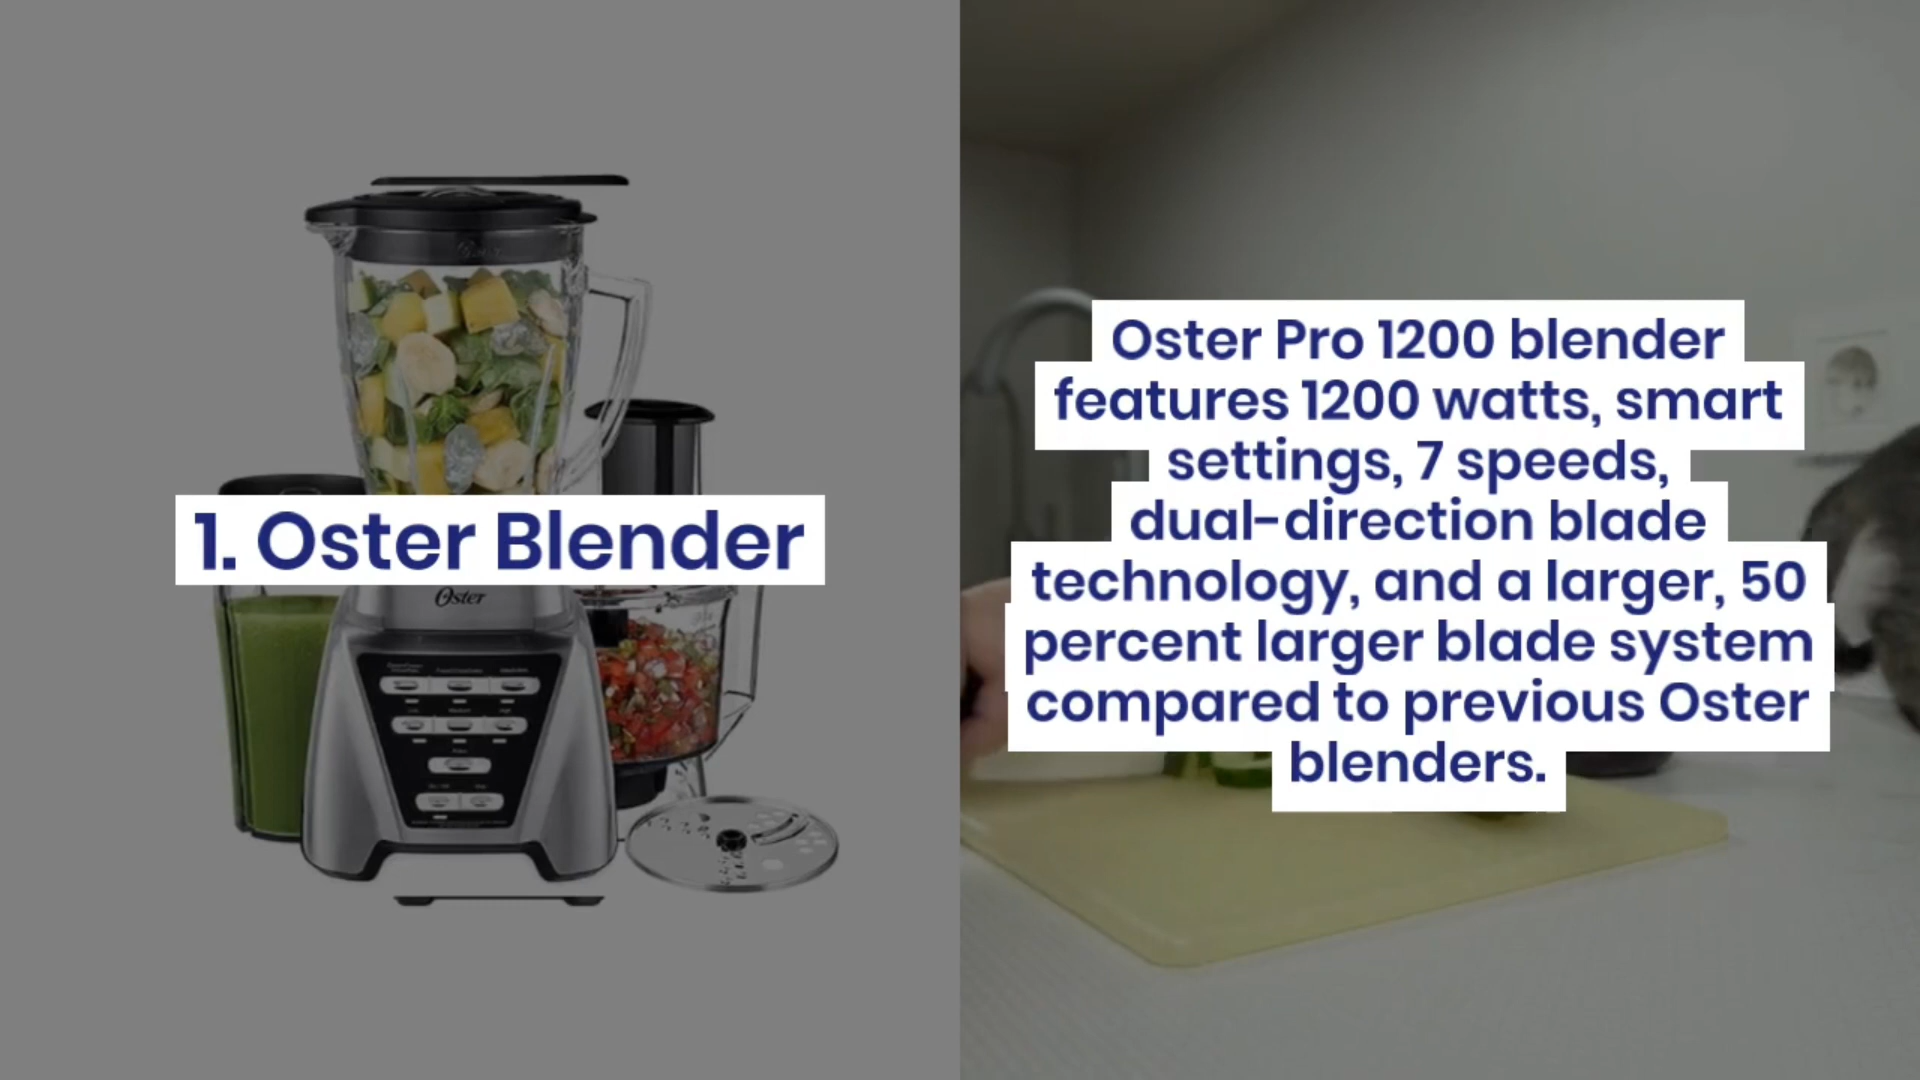 1. Oster Blender
Oster
Oster Pro 1200 blender
features 1200 watts, smart
settings, 7 speeds,
dual-direction blade
technology, and a larger, 50
percent larger blade system
compared to previous Oster
blenders.